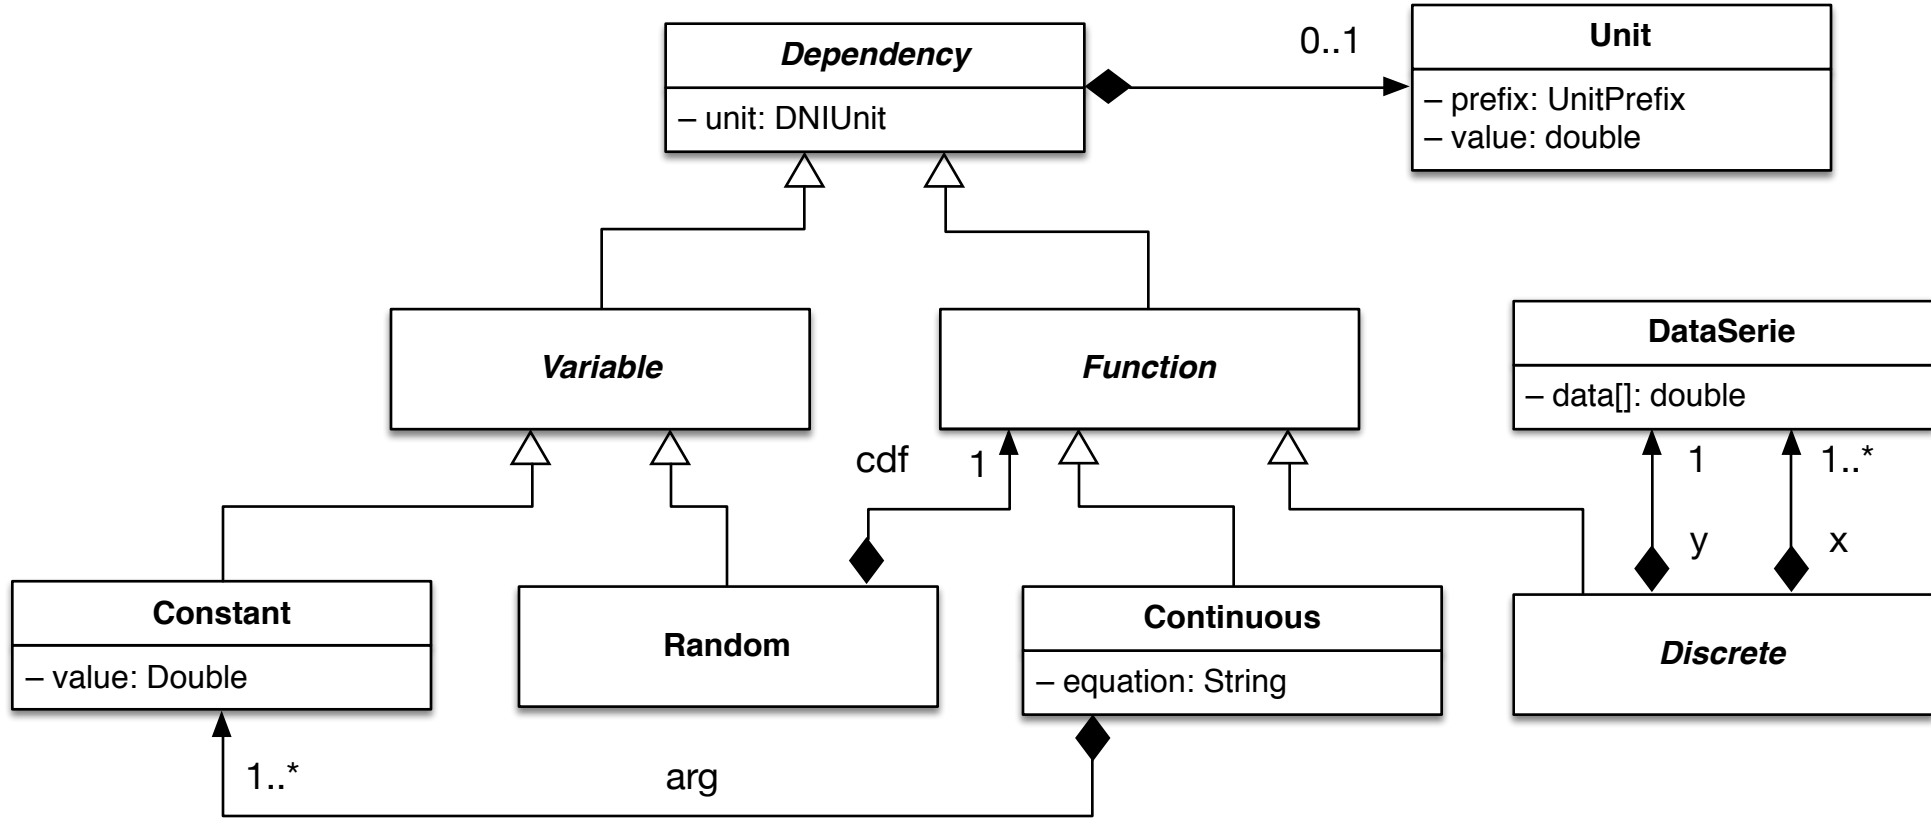 Dependency
– unit: DNIUnit
0..1
Unit
– prefix: UnitPrefix
– value: double
Variable
Function
DataSerie
– data[]: double
cdf
1
1
1..*
y
x
Constant
– value: Double
Random
Continuous
– equation: String
Discrete
1..*
arg